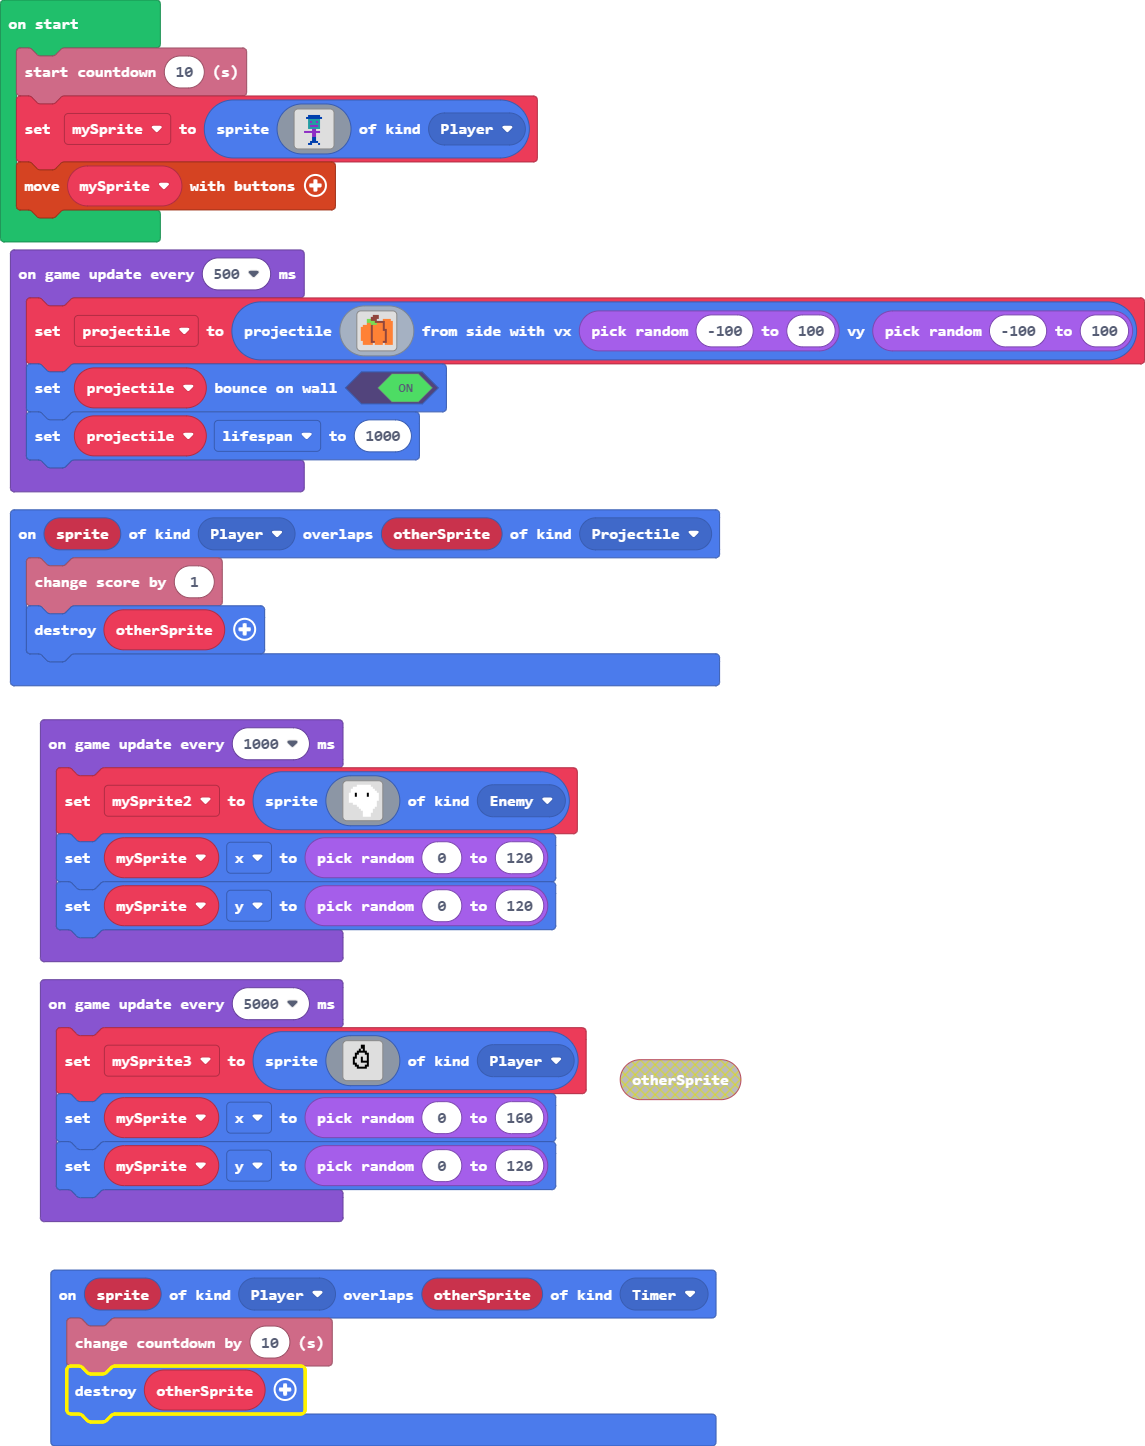 on start
start countdown 10 (s)
set mySprite to sprite of kind Player
move mySprite with buttons
on game update every 500 ms
set projectile to projectile from side with vx pick random -100 to 100 vy pick random -100 to 100
set projectile bounce on wall ON
set projectile lifespan to 1000
on sprite of kind Player overlaps otherSprite of kind Projectile
change score by 1
destroy otherSprite
on game update every 1000 ms
set mySprite2 to sprite of kind Enemy
set mySprite x to pick random 0 to 120
set mySprite y to pick random 0 to 120
on game update every 5000 ms
set mySprite3 to sprite of kind Player
otherSprite
set mySprite x to pick random 0 to 160
set mySprite y to pick random 0 to 120
on sprite of kind Player overlaps otherSprite of kind Timer
change countdown by 10 (s)
destroy otherSprite